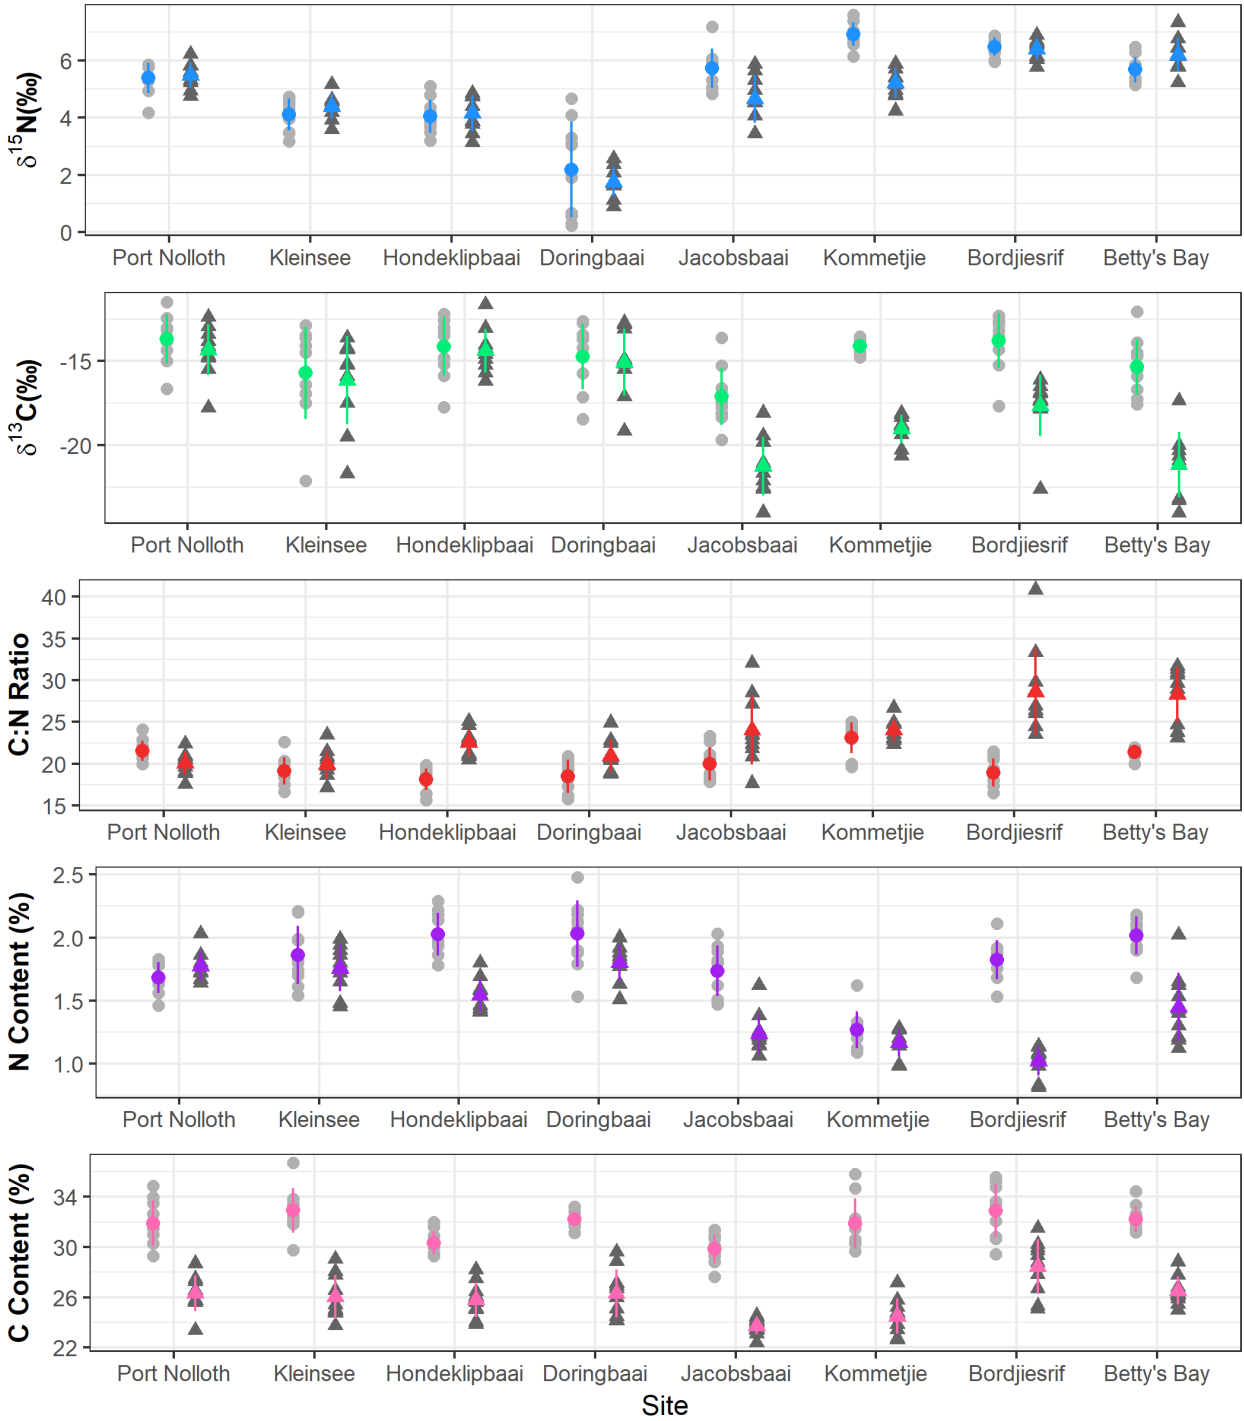 δ15N(‰)
6
4
2
0
Port Nolloth Kleinsee Hondeklipbaai Doringbaai Jacobsbaai Kommetjie Bordjiesrif Betty's Bay
δ13C(‰)
-15
-20
Port Nolloth Kleinsee Hondeklipbaai Doringbaai Jacobsbaai Kommetjie Bordjiesrif Betty's Bay
C:N Ratio
40
35
30
25
20
15
Port Nolloth Kleinsee Hondeklipbaai Doringbaai Jacobsbaai Kommetjie Bordjiesrif Betty's Bay
N Content (%)
2.5
2.0
1.5
1.0
Port Nolloth Kleinsee Hondeklipbaai Doringbaai Jacobsbaai Kommetjie Bordjiesrif Betty's Bay
C Content (%)
34
30
26
22
Port Nolloth Kleinsee Hondeklipbaai Doringbaai Jacobsbaai Kommetjie Bordjiesrif Betty's Bay
Site